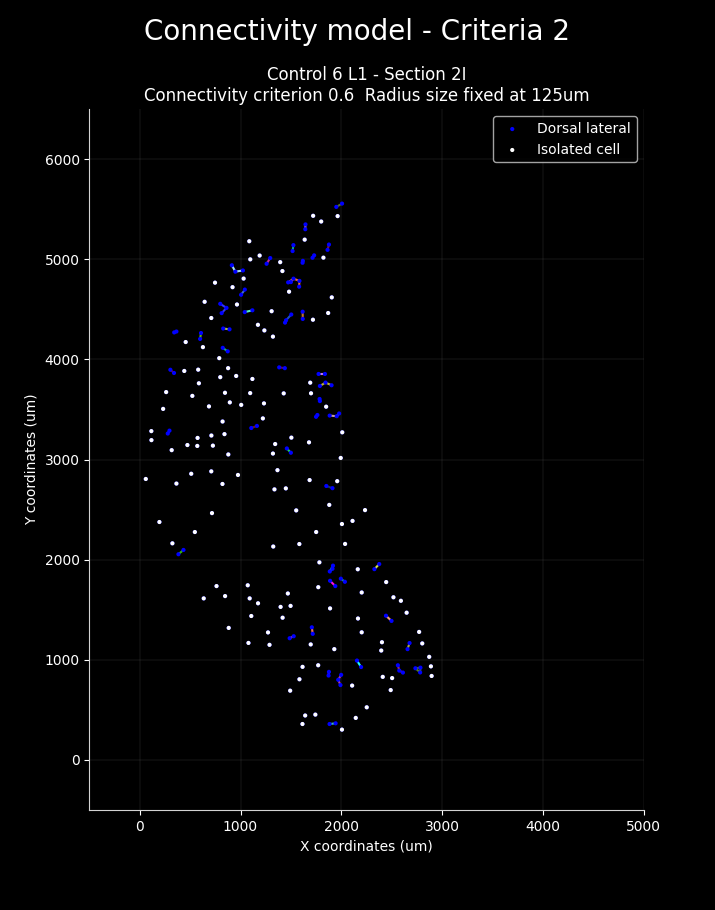 Connectivity model - Criteria 2
Control 6 L1 - Section 2I
Connectivity criterion 0.6  Radius size fixed at 125um
Dorsal lateral
Isolated cell
6000
5000
4000
3000
2000
1000
0
Y coordinates (um)
0 1000 2000 3000 4000 5000
X coordinates (um)